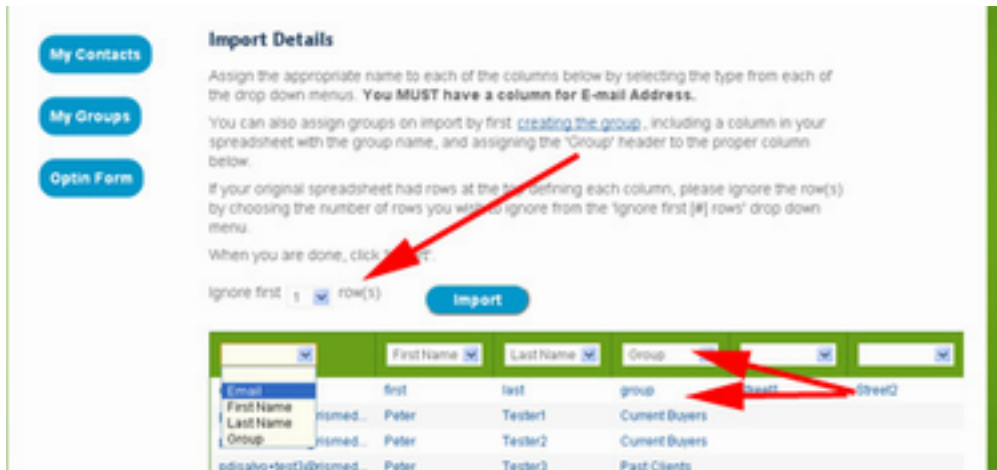 My Contacts
My Groups
Optin Form
Import Details
Assign the appropriate name to each of the columns below by selecting the type from each of
the drop down menus. You MUST have a column for E-mail Address.
You can also assign groups on import by first creating the group, including a column in your
spreadsheet with the group name, and assigning the 'Group' header to the proper column
below.
If your original spreadsheet had rows at the defining each column, please ignore the row(s)
by choosing the number of rows you wish to ignore from the 'Ignore first [#] rows' drop down
menu.
When you are done, click
Ignore first 1 row(s)
Import
First Name Last Name Group
Email
First Name
Last Name
Group
first last group Street2
rismed... Peter Tester1 Current Buyers
rismed... Peter Tester2 Current Buyers
pdisalvo+test3@rismed... Peter Tester3 Past Clients